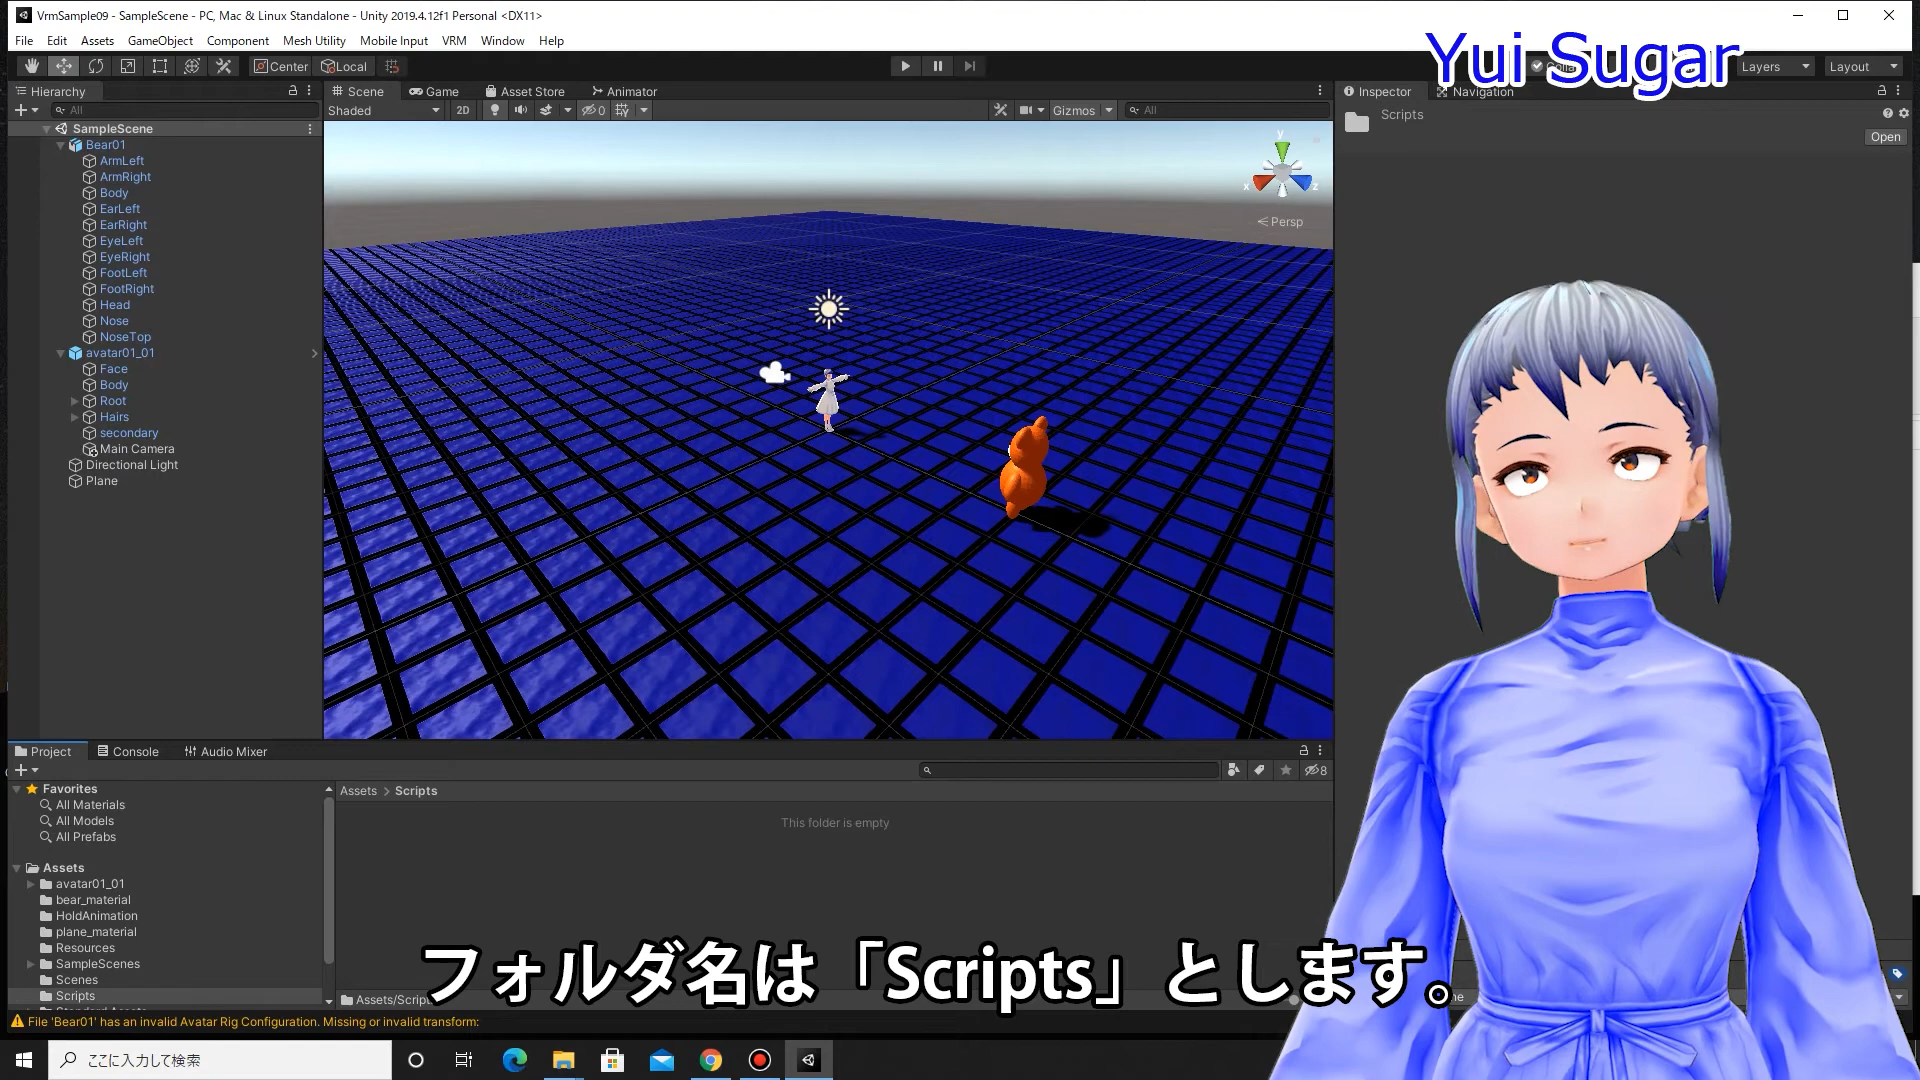 VrmSample09 - SampleScene - PC, Mac & Linux Standalone - Unity 2019.4.12f1 Personal <DX11>
File Edit Assets GameObject Component Mesh Utility Mobile Input VRM Window Help
Yui Sugar
Center Local Layers Layout
Hierarchy
All
SampleScene
Bear01
ArmLeft
ArmRight
Body
EarLeft
EarRight
EyeLeft
EyeRight
FootLeft
FootRight
Head
Nose
NoseTop
avatar01_01
Face
Body
Root
Hairs
secondary
Main Camera
Directional Light
Plane
Scene Game Asset Store Animator
Shaded 2D 0 Gizmos All
y
x z
Persp
Inspector Navigation
Scripts
Open
Project Console Audio Mixer
8
Favorites
All Materials
All Models
All Prefabs
Assets
avatar01_01
bear_material
HoldAnimation
plane_material
Resources
SampleScenes
Scenes
Scripts
Assets > Scripts
This folder is empty
フォルダ名は「Scripts」とします。
File 'Bear01' has an invalid Avatar Rig Configuration. Missing or invalid transform:
ここに入力して検索